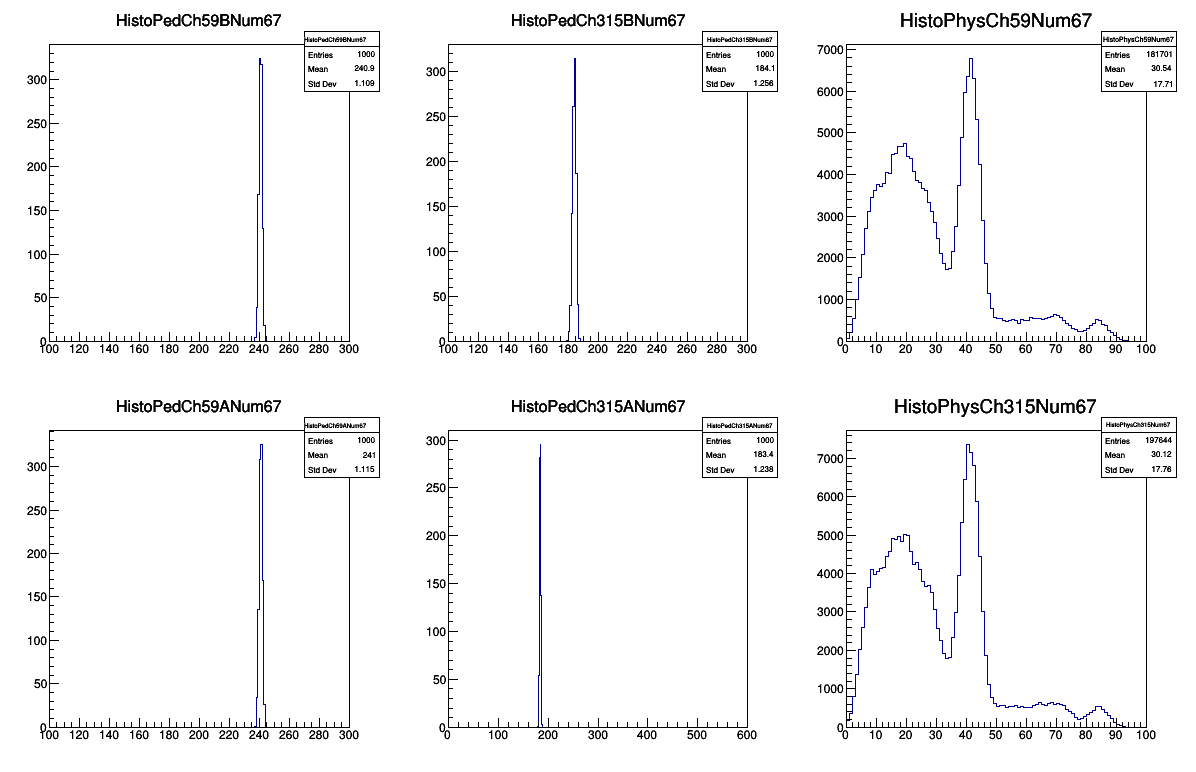 HistoPedCh59BNum67
HistoPedCh59BNum67
Entries 1000
Mean 240.9
Std Dev 1.109
300
250
200
150
100
50
0
100 120 140 160 180 200 220 240 260 280 300
HistoPedCh315BNum67
HistoPedCh315BNum67
Entries 1000
Mean 184.1
Std Dev 1.256
300
250
200
150
100
50
0
100 120 140 160 180 200 220 240 260 280 300
HistoPhysCh59Num67
HistoPhysCh59Num67
Entries 181701
Mean 30.54
Std Dev 17.71
7000
6000
5000
4000
3000
2000
1000
0
0 10 20 30 40 50 60 70 80 90 100
HistoPedCh59ANum67
HistoPedCh59ANum67
Entries 1000
Mean 241
Std Dev 1.115
300
250
200
150
100
50
0
100 120 140 160 180 200 220 240 260 280 300
HistoPedCh315ANum67
HistoPedCh315ANum67
Entries 1000
Mean 183.4
Std Dev 1.238
300
250
200
150
100
50
0
0 100 200 300 400 500 600
HistoPhysCh315Num67
HistoPhysCh315Num67
Entries 197644
Mean 30.12
Std Dev 17.76
7000
6000
5000
4000
3000
2000
1000
0
0 10 20 30 40 50 60 70 80 90 100